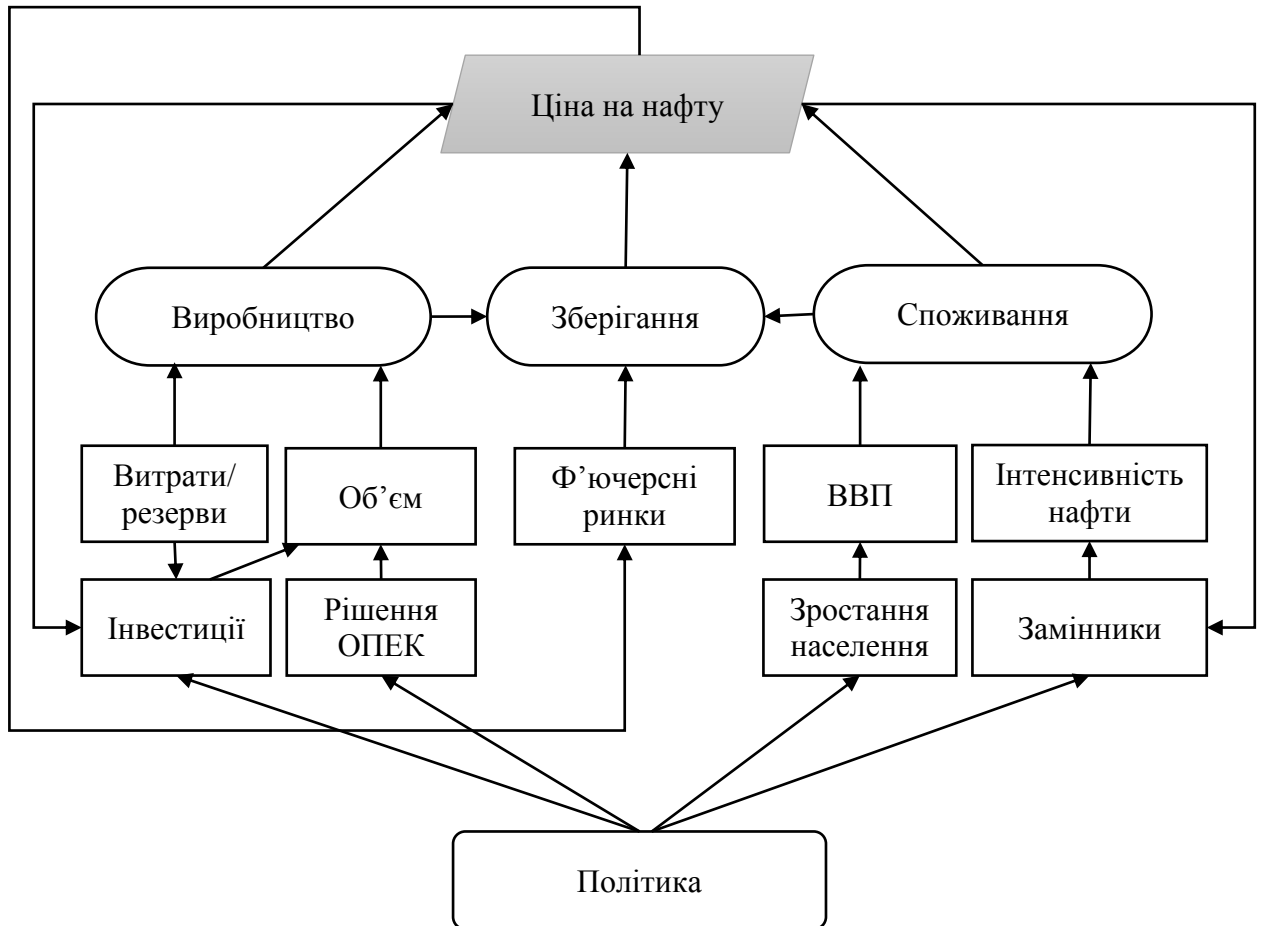 Ціна на нафту
Виробництво
Зберігання
Споживання
Витрати/
резерви
Об’єм
Ф’ючерсні
ринки
ВВП
Інтенсивність
нафти
Інвестиції
Рішення
ОПЕК
Зростання
населення
Замінники
Політика